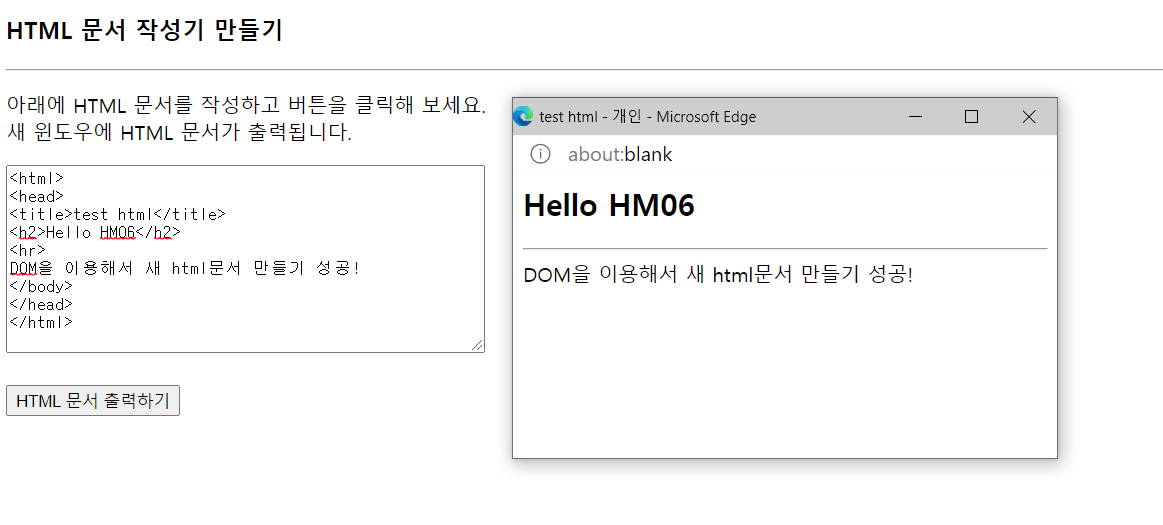 HTML 문서 작성기 만들기
아래에 HTML 문서를 작성하고 버튼을 클릭해 보세요.
새 윈도우에 HTML 문서가 출력됩니다.
<html>
<head>
<title>test html</title>
<h2>Hello HM06</h2>
<hr>
DOM을 이용해서 새 html문서 만들기 성공!
</body>
</head>
</html>
HTML 문서 출력하기
test html - 개인 - Microsoft Edge
about:blank
Hello HM06
DOM을 이용해서 새 html문서 만들기 성공!